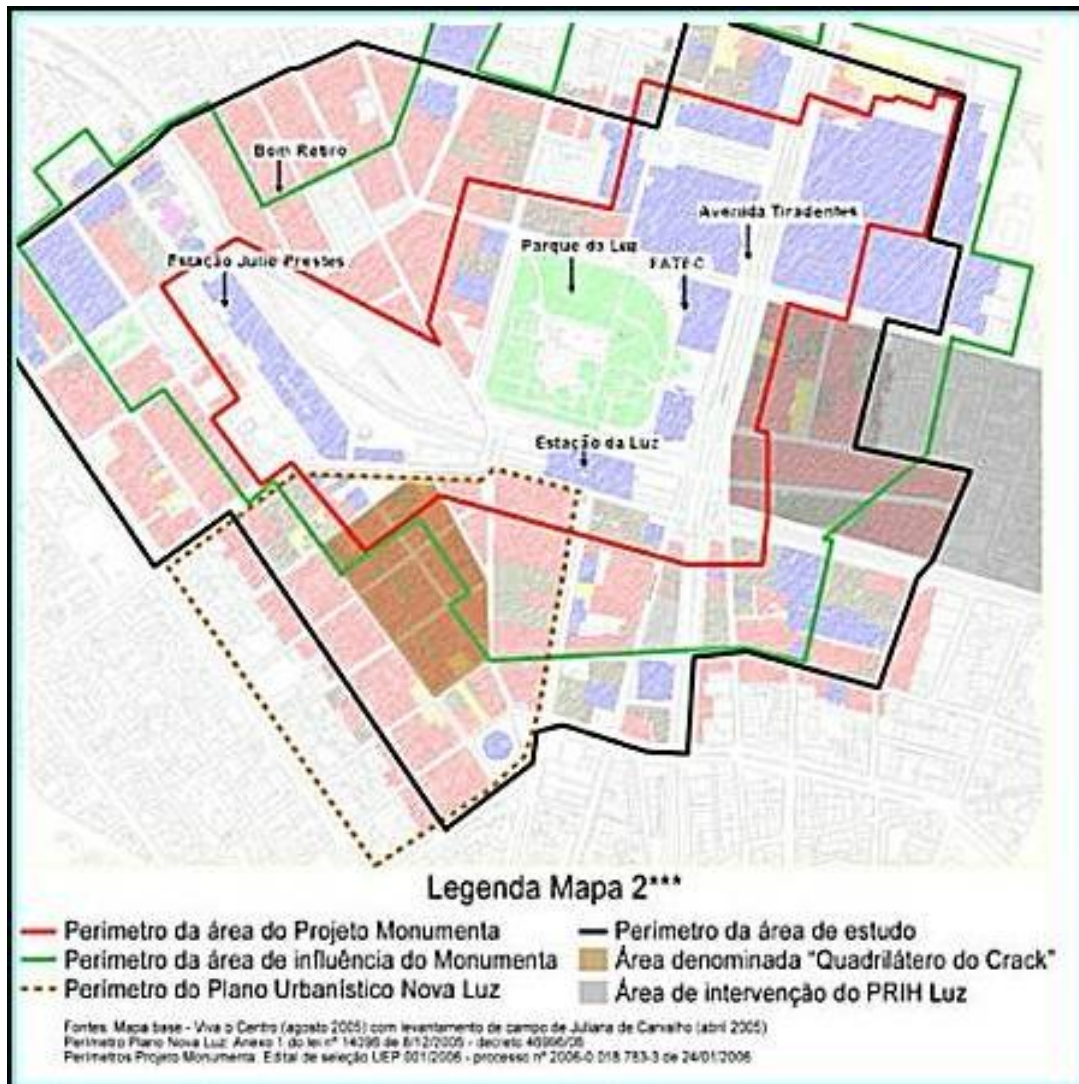 Bom Retiro
Avenida Tiradentes
Parque da Luz
FATEC
Estação Julio Prestes
Estação da Luz
Legenda Mapa 2***
Perimetro da área do Projeto Monumenta
Perimetro da área de influência do Monumenta
Perímetro do Plano Urbanístico Nova Luz
Perimetro da área de estudo
Área denominada "Quadrilátero do Crack"
Área de intervenção do PRIH Luz
Fontes: Mapa base - Viva o Centro (agosto 2005) com levantamento de campo de Juliana de Carvalho (abril 2005)
Perimetro Plano Nova Luz: Anexo 1 do lei nº 14096 de 8/12/2005 - decreto 46996/06
Perimetros Projeto Monumenta: Edital de seleção UEP 001/2006 - processo nº 2006-0.018.783-3 de 24/01/2006